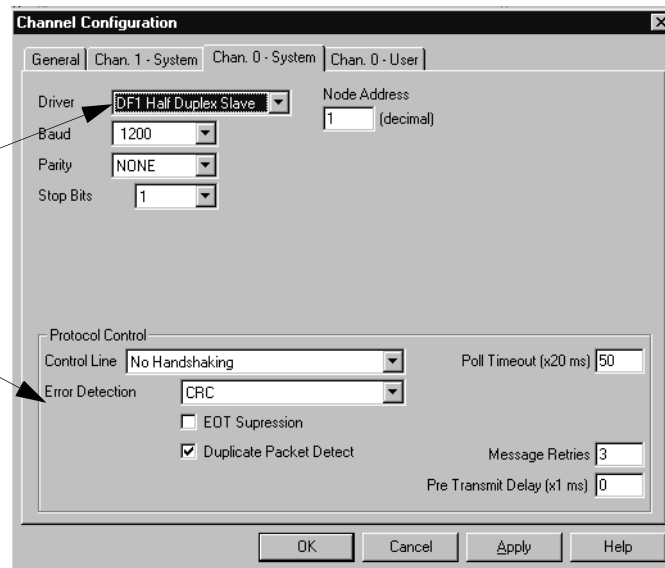 Channel Configuration
General Chan. 1 - System Chan. 0 - System Chan. 0 - User
Driver DF1 Half Duplex Slave
Node Address
1 (decimal)
Baud 1200
Parity NONE
Stop Bits 1
Protocol Control
Control Line No Handshaking
Poll Timeout (x20 ms) 50
Error Detection CRC
EOT Supression
Duplicate Packet Detect
Message Retries 3
Pre Transmit Delay (x1 ms) 0
OK Cancel Apply Help